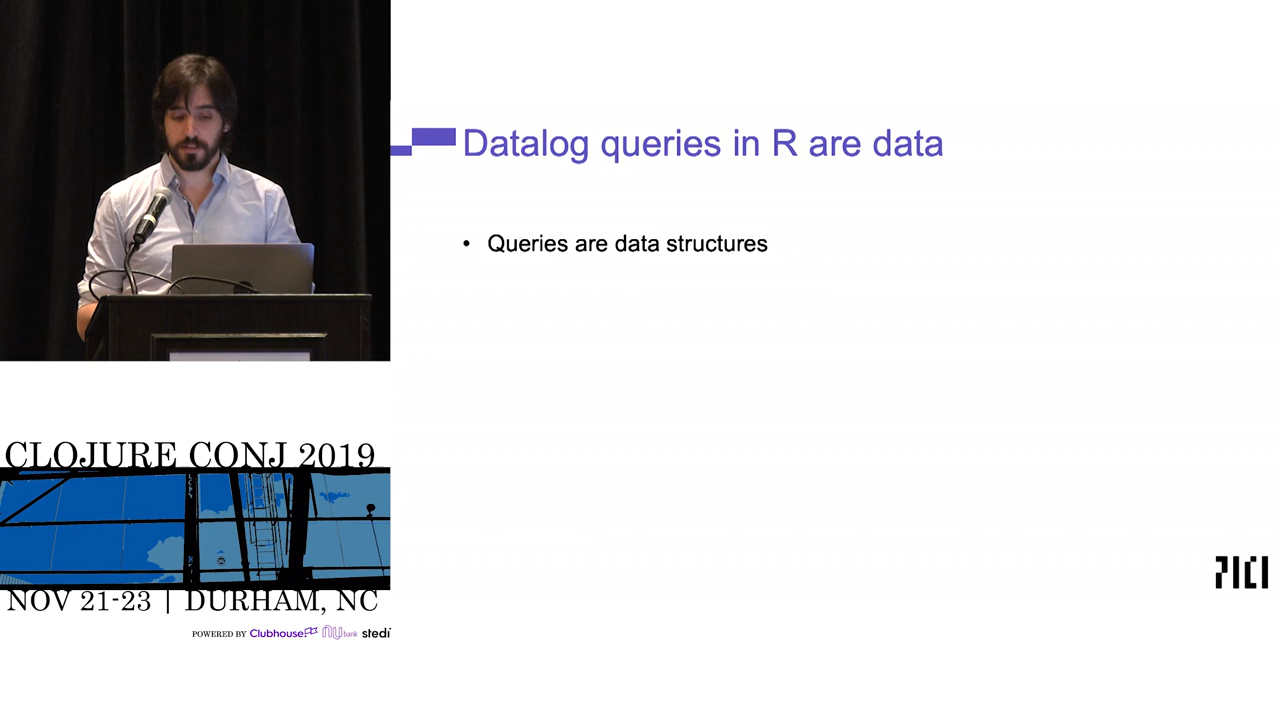 Datalog queries in R are data
• Queries are data structures
CLOJURE CONJ 2019
NOV 21-23 | DURHAM, NC
POWERED BY Clubhouse nu bank stedi
PICI